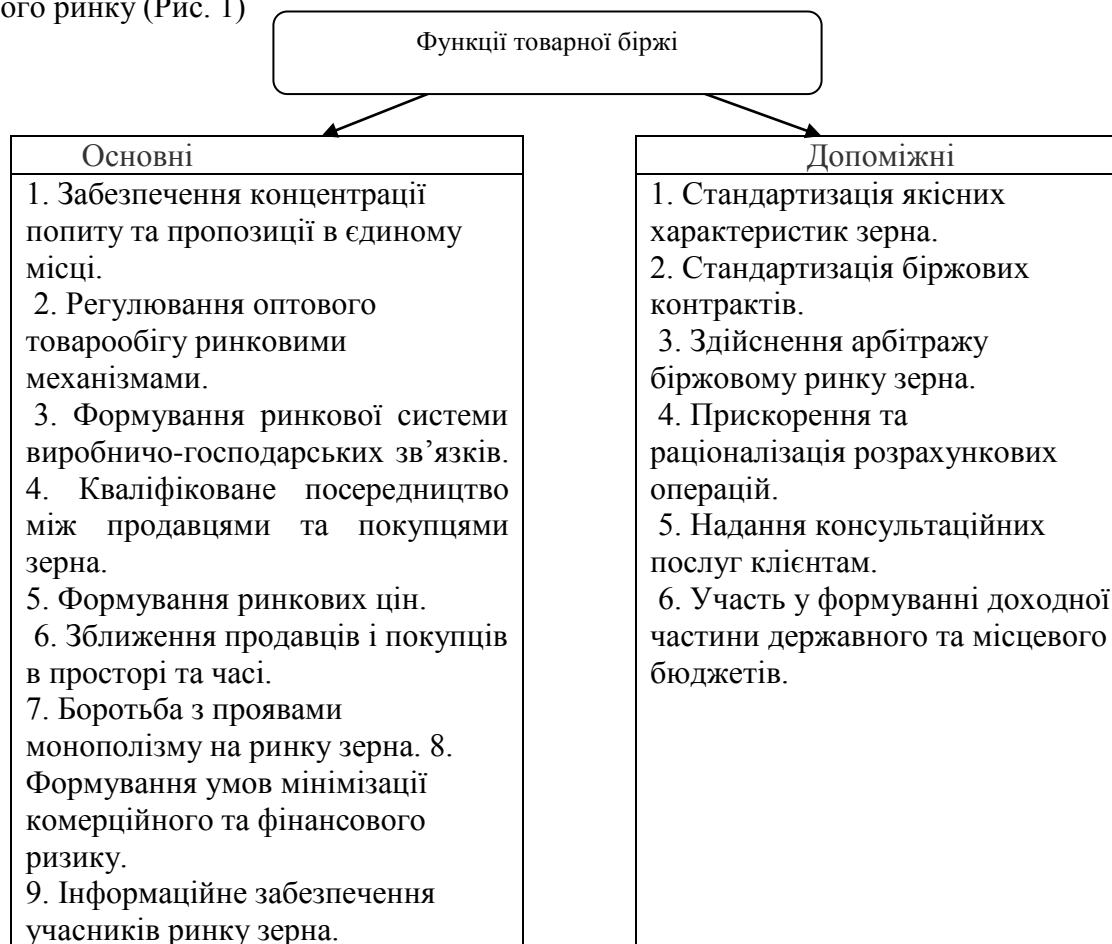 ого ринку (Рис. 1)
Функції товарної біржі
Основні
1. Забезпечення концентрації
попиту та пропозиції в єдиному
місці.
2. Регулювання оптового
товарообігу ринковими
механізмами.
3. Формування ринкової системи
виробничо-господарських зв’язків.
4. Кваліфіковане посередництво
між продавцями та покупцями
зерна.
5. Формування ринкових цін.
6. Зближення продавців і покупців
в просторі та часі.
7. Боротьба з проявами
монополізму на ринку зерна. 8.
Формування умов мінімізації
комерційного та фінансового
ризику.
9. Інформаційне забезпечення
учасників ринку зерна.
Допоміжні
1. Стандартизація якісних
характеристик зерна.
2. Стандартизація біржових
контрактів.
3. Здійснення арбітражу
біржовому ринку зерна.
4. Прискорення та
раціоналізація розрахункових
операцій.
5. Надання консультаційних
послуг клієнтам.
6. Участь у формуванні доходної
частини державного та місцевого
бюджетів.